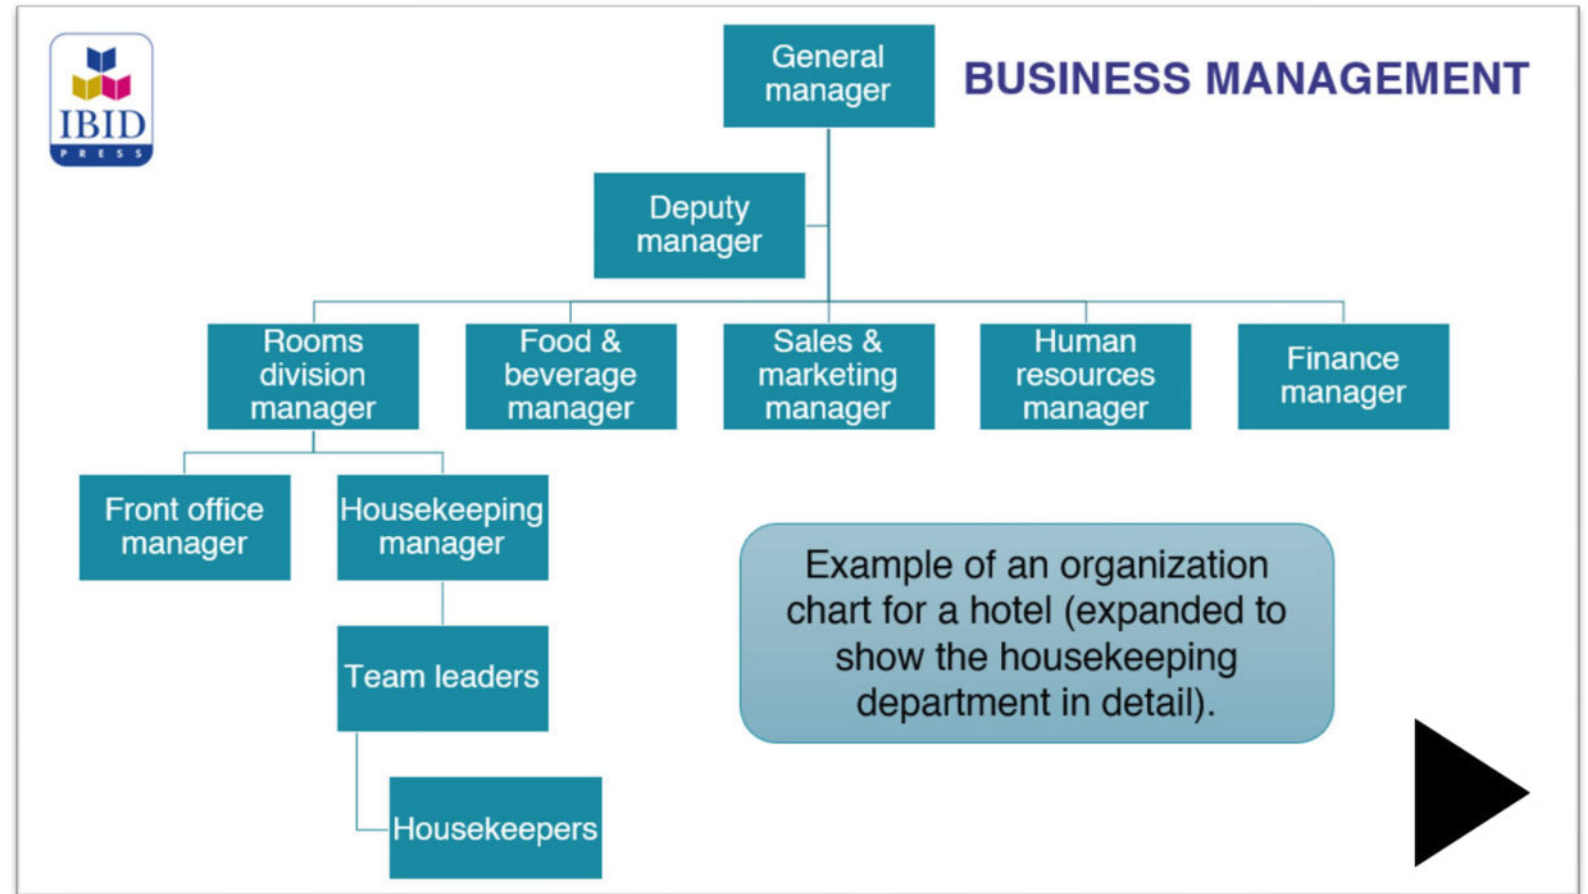 IBID
PRESS
BUSINESS MANAGEMENT
General
manager
Deputy
manager
Rooms
division
manager
Food &
beverage
manager
Sales &
marketing
manager
Human
resources
manager
Finance
manager
Front office
manager
Housekeeping
manager
Team leaders
Housekeepers
Example of an organization
chart for a hotel (expanded to
show the housekeeping
department in detail).